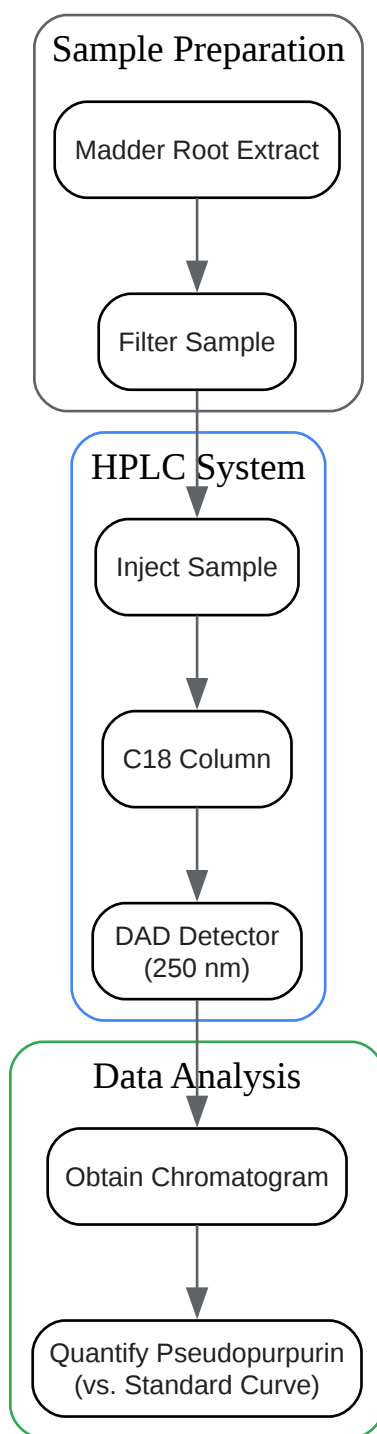 Sample Preparation
Madder Root Extract
Filter Sample
HPLC System
Inject Sample
C18 Column
DAD Detector
(250 nm)
Data Analysis
Obtain Chromatogram
Quantify Pseudopurpurin
(vs. Standard Curve)